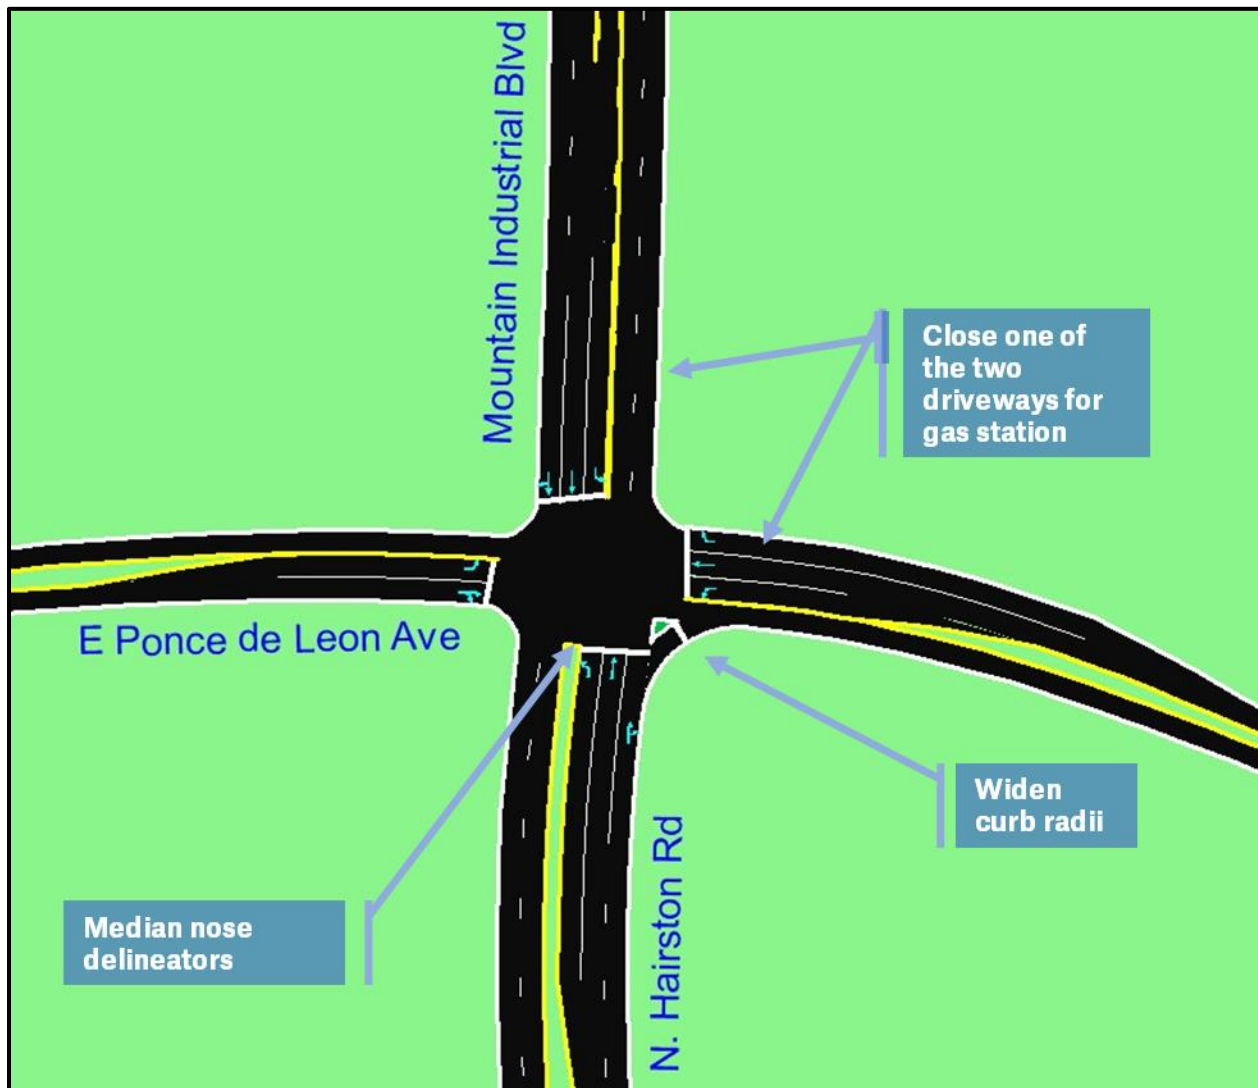 Mountain Industrial Blvd
Close one of
the two
driveways for
gas station
E Ponce de Leon Ave
Widen
curb radii
N. Hairston Rd
Median nose
delineators